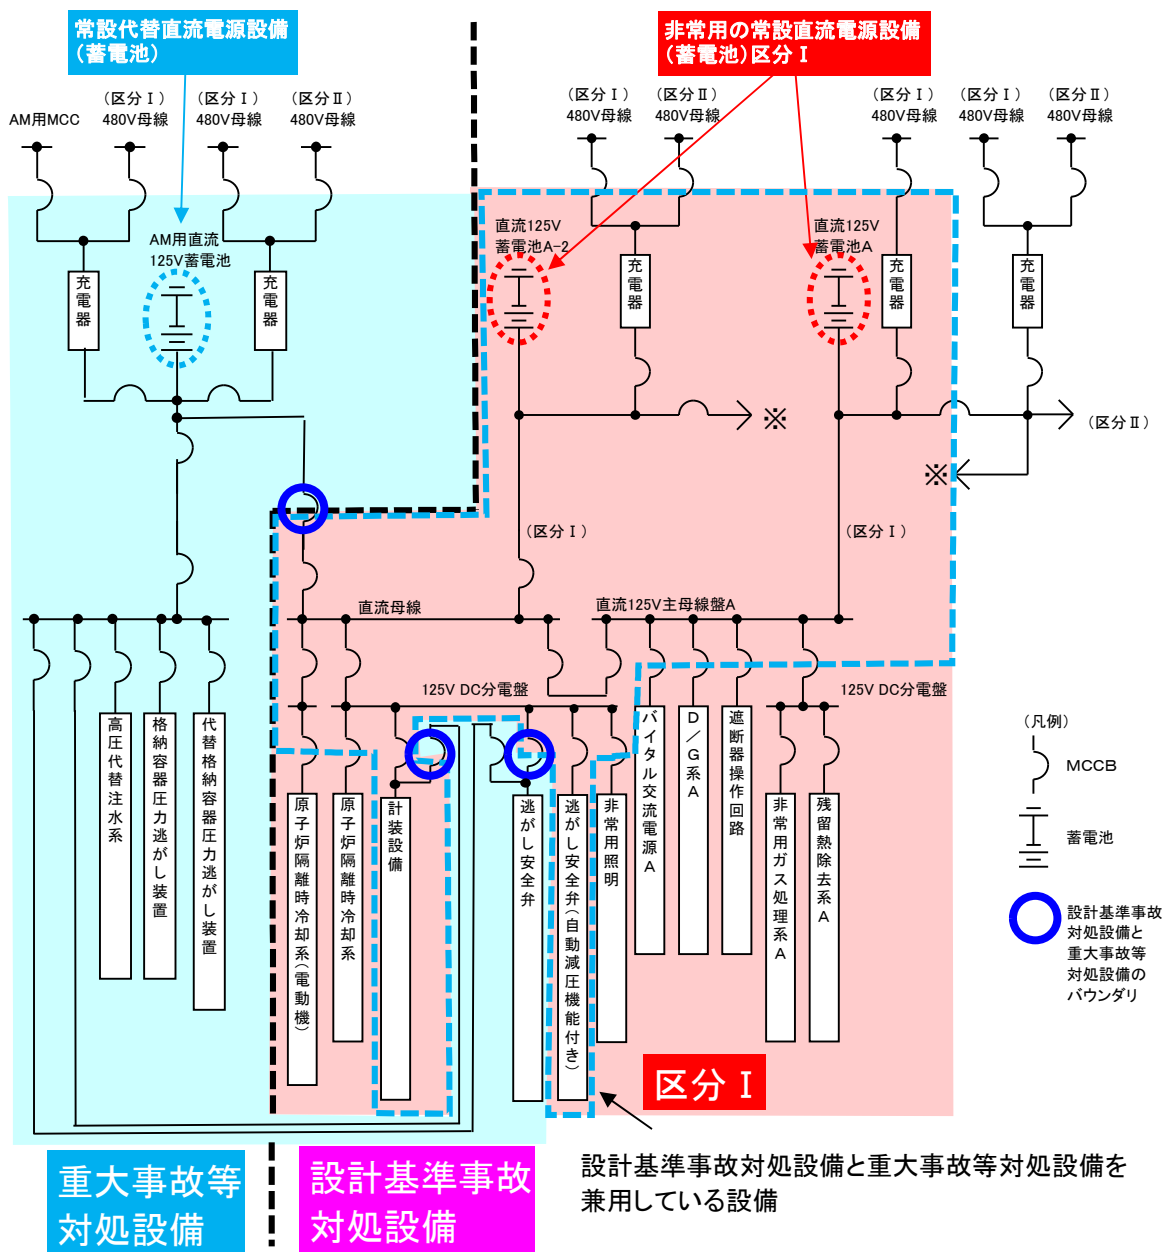 常設代替直流電源設備
(蓄電池)
非常用の常設直流電源設備
(蓄電池)区分Ⅰ
AM用MCC
(区分Ⅰ)
480V母線
(区分Ⅰ)
480V母線
(区分Ⅱ)
480V母線
(区分Ⅰ)
480V母線
(区分Ⅱ)
480V母線
(区分Ⅰ)
480V母線
(区分Ⅰ)
480V母線
(区分Ⅱ)
480V母線
AM用直流
125V蓄電池
直流125V
蓄電池A-2
直流125V
蓄電池A
充電器
充電器
充電器
充電器
充電器
※
(区分Ⅱ)
※
(区分Ⅰ)
(区分Ⅰ)
直流母線
直流125V主母線盤A
125V DC分電盤
125V DC分電盤
高圧代替注水系
格納容器圧力逃がし装置
代替格納容器圧力逃がし装置
原子炉隔離時冷却系(電動機)
原子炉隔離時冷却系
計装設備
逃がし安全弁
逃がし安全弁(自動減圧機能付き)
非常用照明
バイタル交流電源A
D/G系A
遮断器操作回路
非常用ガス処理系A
残留熱除去系A
(凡例)
MCCB
蓄電池
設計基準事故
対処設備と
重大事故等
対処設備の
バウンダリ
区分Ⅰ
重大事故等
対処設備
設計基準事故
対処設備
設計基準事故対処設備と重大事故等対処設備を
兼用している設備